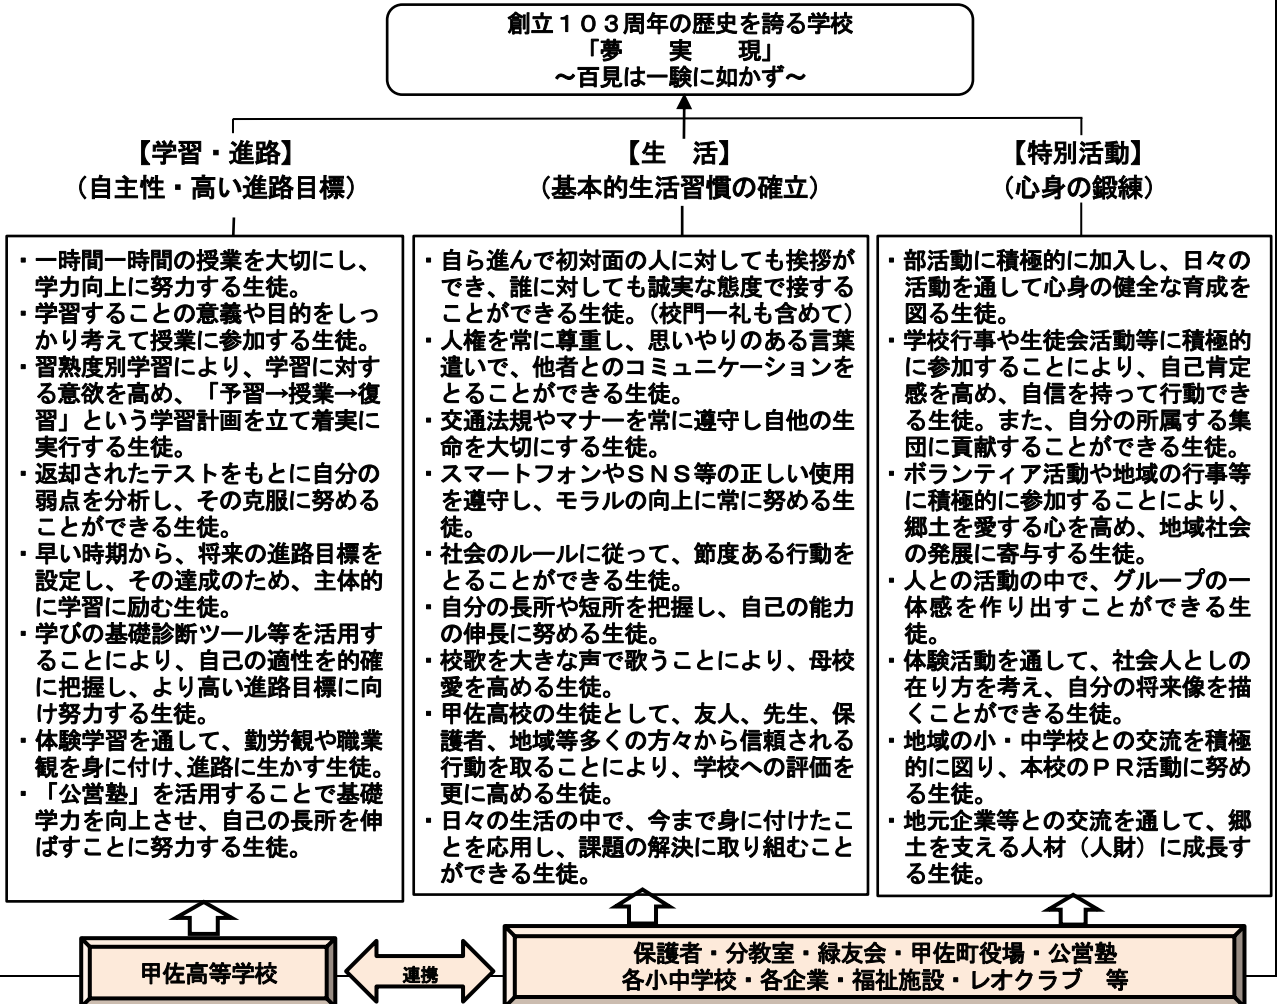 創立１０３周年の歴史を誇る学校
「夢　実　現」
～百見は一験に如かず～
【学習・進路】
（自主性・高い進路目標）
・一時間一時間の授業を大切にし、
学力向上に努力する生徒。
・学習することの意義や目的をしっ
かり考えて授業に参加する生徒。
・習熟度別学習により、学習に対す
る意欲を高め、「予習→授業→復
習」という学習計画を立て着実に
実行する生徒。
・返却されたテストをもとに自分の
弱点を分析し、その克服に努める
ことができる生徒。
・早い時期から、将来の進路目標を
設定し、その達成のため、主体的
に学習に励む生徒。
・学びの基礎診断ツール等を活用す
ることにより、自己の適性を的確
に把握し、より高い進路目標に向
け努力する生徒。
・体験学習を通して、勤労観や職業
観を身に付け、進路に生かす生徒。
・「公営塾」を活用することで基礎
学力を向上させ、自己の長所を伸
ばすことに努力する生徒。
【生　活】
（基本的生活習慣の確立）
・自ら進んで初対面の人に対しても挨拶が
でき、誰に対しても誠実な態度で接する
ことができる生徒。（校門一礼も含めて）
・人権を常に尊重し、思いやりのある言葉
遣いで、他者とのコミュニケーションを
とることができる生徒。
・交通法規やマナーを常に遵守し自他の生
命を大切にする生徒。
・スマートフォンやＳＮＳ等の正しい使用
を遵守し、モラルの向上に常に努める生
徒。
・社会のルールに従って、節度ある行動を
とることができる生徒。
・自分の長所や短所を把握し、自己の能力
の伸長に努める生徒。
・校歌を大きな声で歌うことにより、母校
愛を高める生徒。
・甲佐高校の生徒として、友人、先生、保
護者、地域等多くの方々から信頼される
行動を取ることにより、学校への評価を
更に高める生徒。
・日々の生活の中で、今まで身に付けたこ
とを応用し、課題の解決に取り組むこと
ができる生徒。
【特別活動】
（心身の鍛練）
・部活動に積極的に加入し、日々の
活動を通して心身の健全な育成を
図る生徒。
・学校行事や生徒会活動等に積極的
に参加することにより、自己肯定
感を高め、自信を持って行動でき
る生徒。また、自分の所属する集
団に貢献することができる生徒。
・ボランティア活動や地域の行事等
に積極的に参加することにより、
郷土を愛する心を高め、地域社会
の発展に寄与する生徒。
・人との活動の中で、グループの一
体感を作り出すことができる生
徒。
・体験活動を通して、社会人としの
在り方を考え、自分の将来像を描
くことができる生徒。
・地域の小・中学校との交流を積極
的に図り、本校のＰＲ活動に努め
る生徒。
・地元企業等との交流を通して、郷
土を支える人材（人財）に成長す
る生徒。
甲佐高等学校
連携
保護者・分教室・緑友会・甲佐町役場・公営塾
各小中学校・各企業・福祉施設・レオクラブ　等